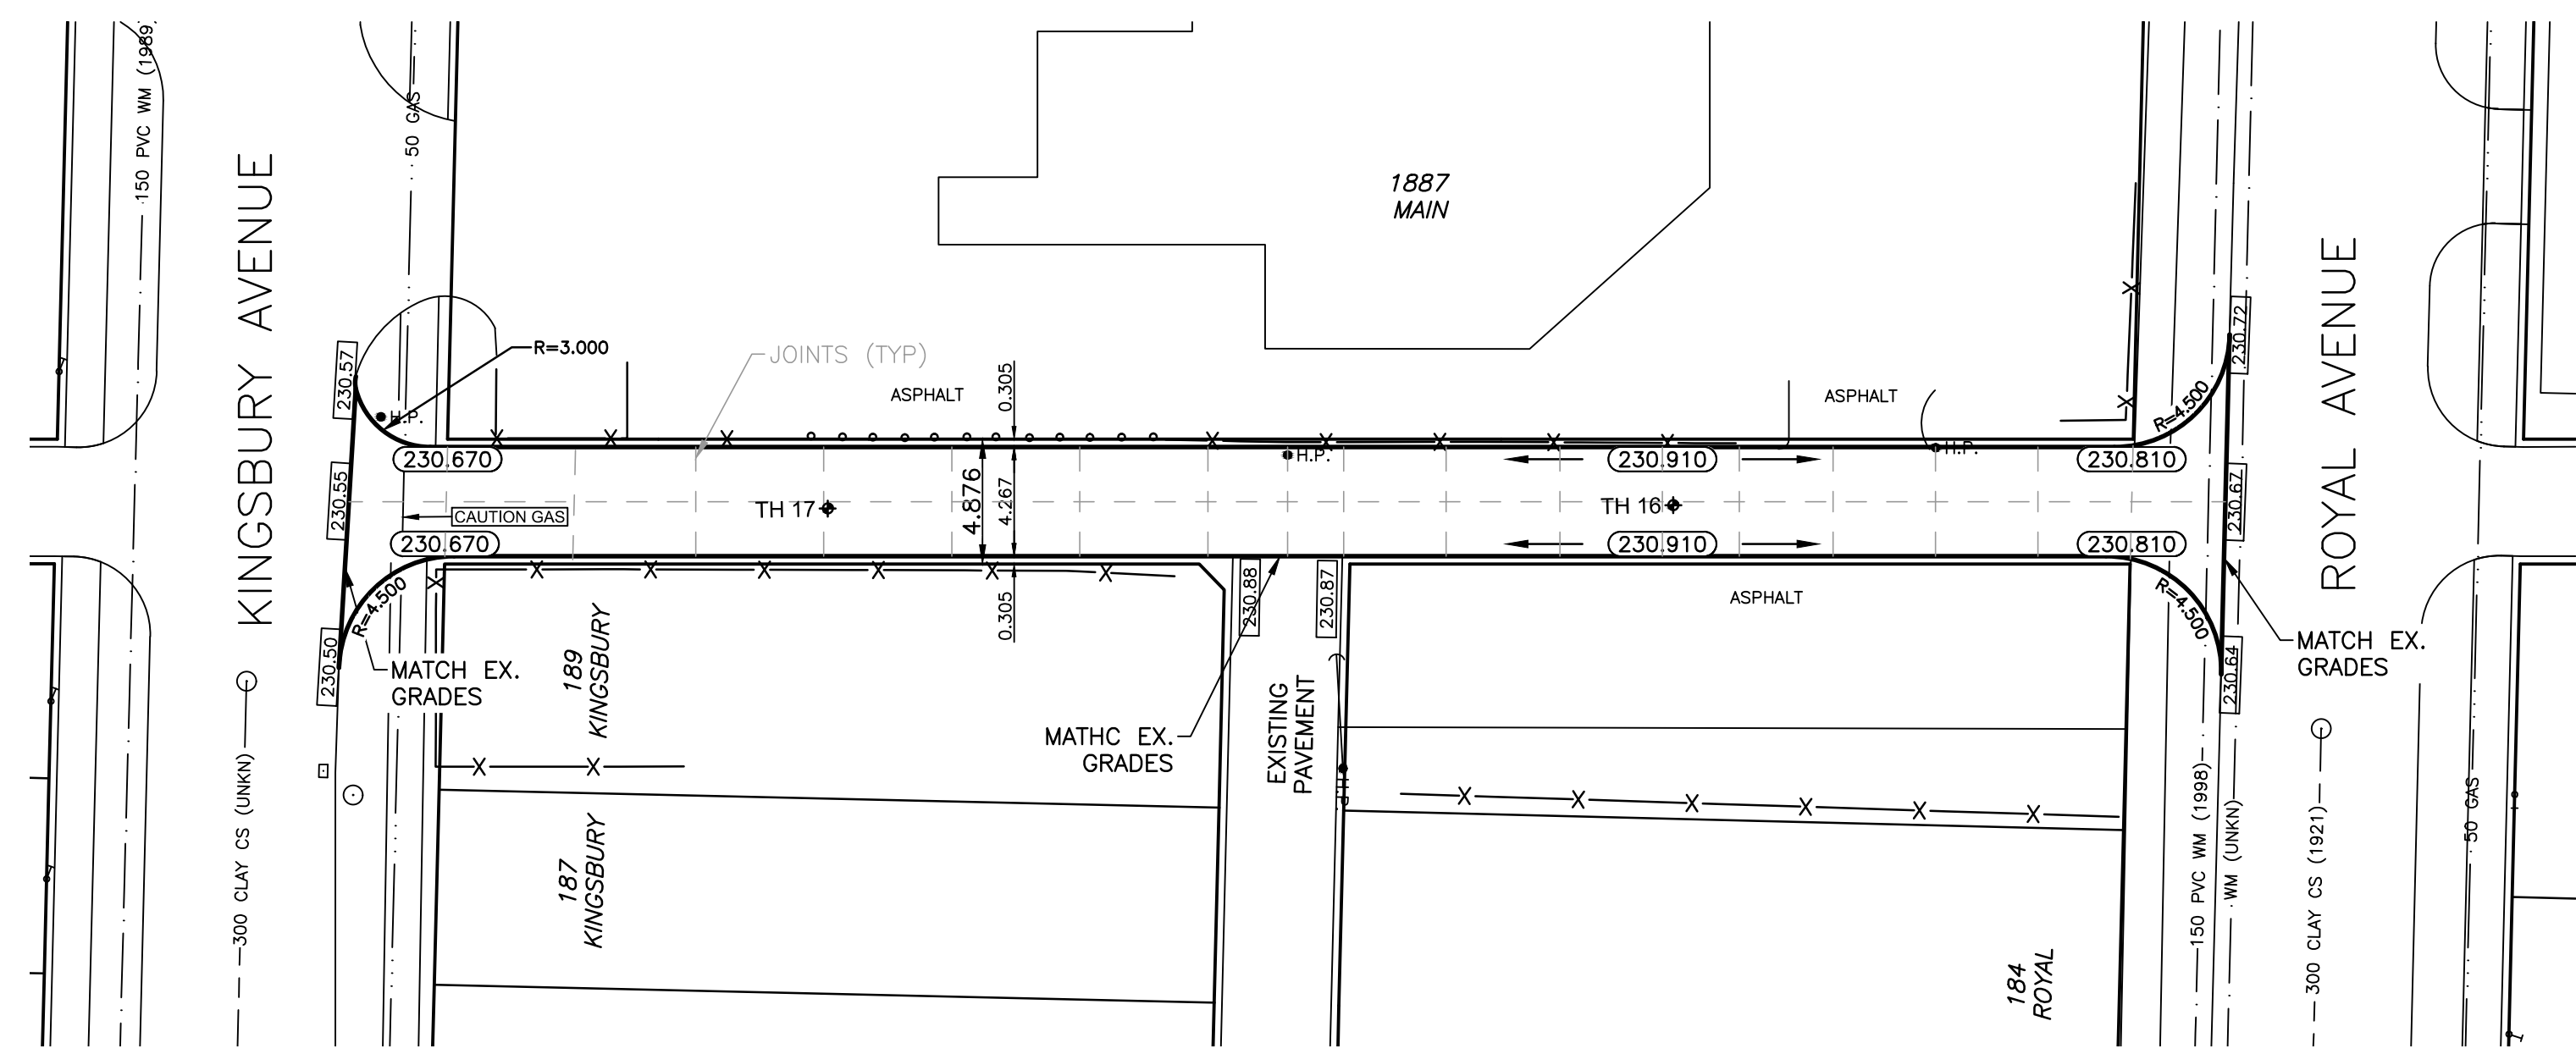 150 PVC WM (1989)
50 GAS
KINGSBURY AVENUE
1887
MAIN
ROYAL AVENUE
230.57
R=3.000
H.P.
JOINTS (TYP)
ASPHALT
0.305
ASPHALT
R=4.500
230.72
230.670
H.P.
230.910
H.P.
230.810
230.55
CAUTION GAS
TH 17
4.876
4.267
TH 16
230.67
230.670
230.910
230.810
R=4.500
230.50
MATCH EX.
GRADES
189
KINGSBURY
0.305
230.88
230.87
ASPHALT
R=4.500
230.64
MATCH EX.
GRADES
MATHC EX.
GRADES
EXISTING
PAVEMENT
H.P.
300 CLAY CS (UNKN)
187
KINGSBURY
184
ROYAL
150 PVC WM (1998)
WM (UNKN)
300 CLAY CS (1921)
50 GAS